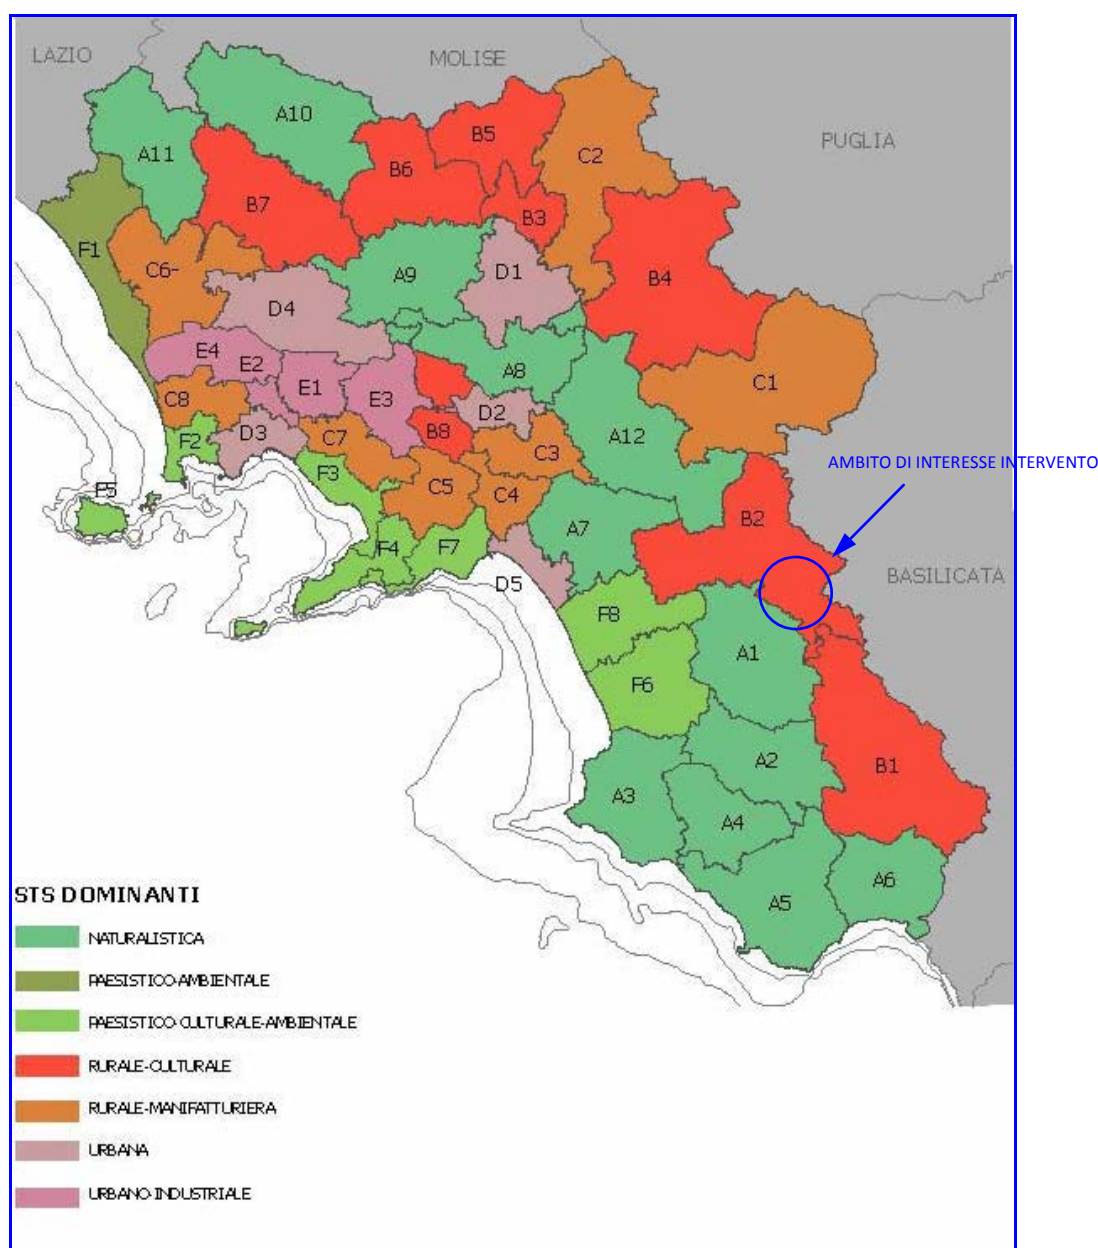 LAZIO
MOLISE
PUGLIA
BASILICATA
A10
A11
B5
B6
C2
B7
B3
F1
C6-
A9
D1
B4
D4
E4
E2
E1
E3
A8
C1
C8
D2
B8
F2
D3
C7
C3
A12
F3
C5
C4
AMBITO DI INTERESSE INTERVENTO
F5
B2
A7
F4
F7
D5
F8
A1
F6
A2
B1
A3
A4
A6
A5
STS DOMINANTI
NATURALISTICA
PAESISTICO-AMBIENTALE
PAESISTICO-CULTURALE-AMBIENTALE
RURALE-CULTURALE
RURALE-MANIFATTURIERA
URBANA
URBANO-INDUSTRIALE